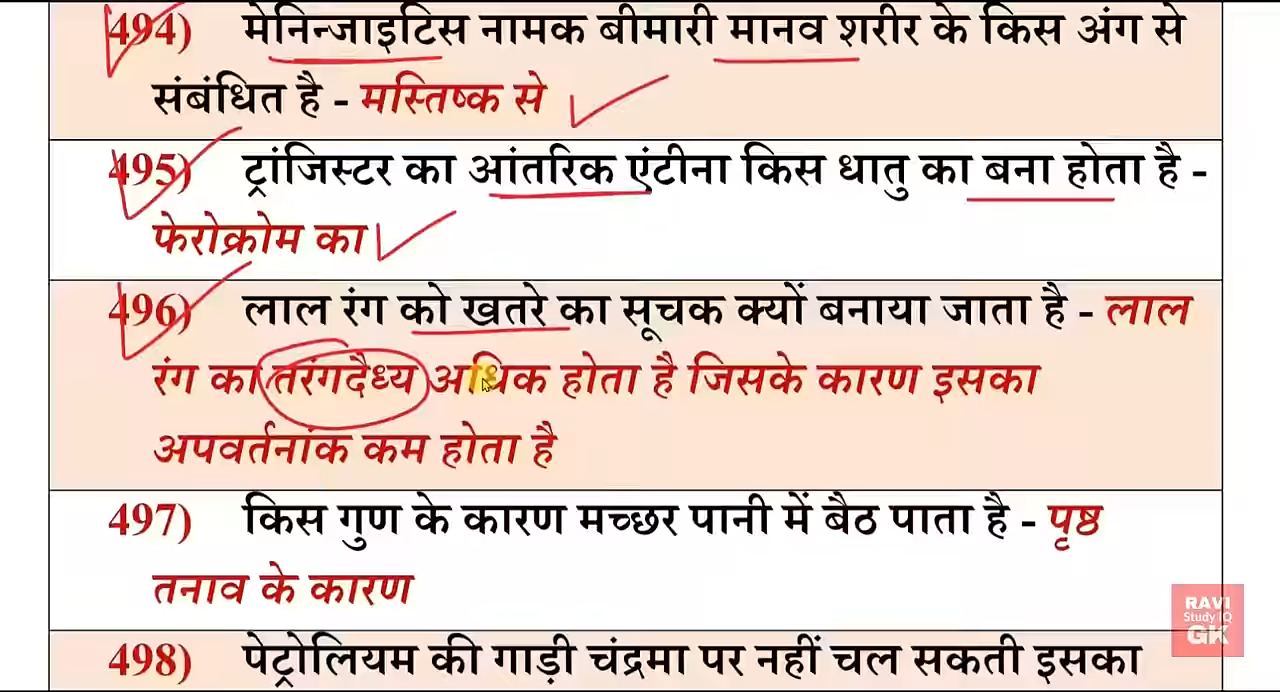 494) मेनिन्जाइटिस नामक बीमारी मानव शरीर के किस अंग से
संबंधित है - मस्तिष्क से
495) ट्रांजिस्टर का आंतरिक एंटीना किस धातु का बना होता है -
फेरोक्रोम का
496) लाल रंग को खतरे का सूचक क्यों बनाया जाता है - लाल
रंग का तरंगदैध्य अधिक होता है जिसके कारण इसका
अपवर्तनांक कम होता है
497) किस गुण के कारण मच्छर पानी में बैठ पाता है - पृष्ठ
तनाव के कारण
RAVI
Study IQ
GK
498) पेट्रोलियम की गाड़ी चंद्रमा पर नहीं चल सकती इसका